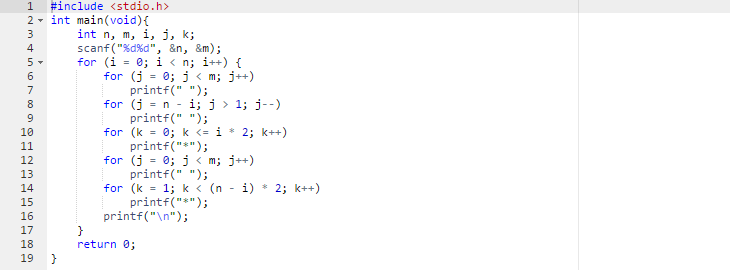 1 #include <stdio.h>
2 int main(void){
3     int n, m, i, j, k;
4     scanf("%d%d", &n, &m);
5     for (i = 0; i < n; i++) {
6         for (j = 0; j < m; j++)
7             printf(" ");
8         for (j = n - i; j > 1; j--)
9             printf(" ");
10         for (k = 0; k <= i * 2; k++)
11             printf("*");
12         for (j = 0; j < m; j++)
13             printf(" ");
14         for (k = 1; k < (n - i) * 2; k++)
15             printf("*");
16         printf("\n");
17     }
18     return 0;
19 }